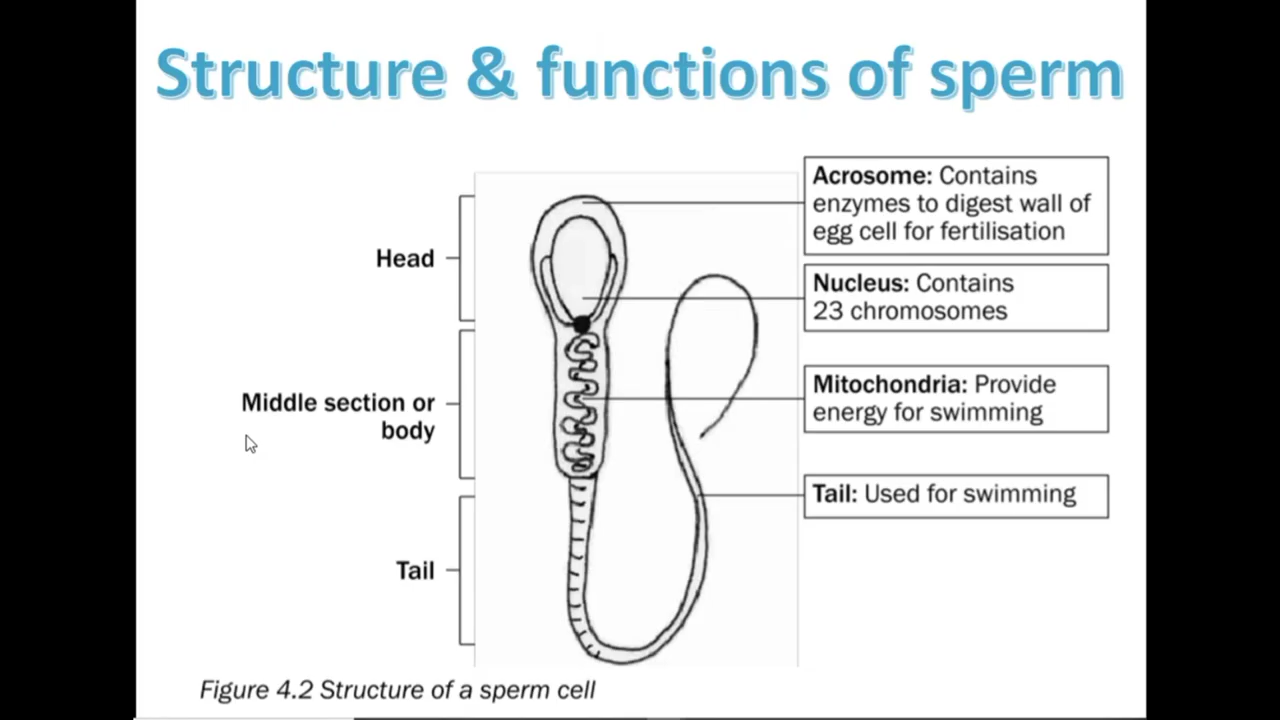 Structure & functions of sperm
Head
Middle section or
body
Tail
Acrosome: Contains
enzymes to digest wall of
egg cell for fertilisation
Nucleus: Contains
23 chromosomes
Mitochondria: Provide
energy for swimming
Tail: Used for swimming
Figure 4.2 Structure of a sperm cell